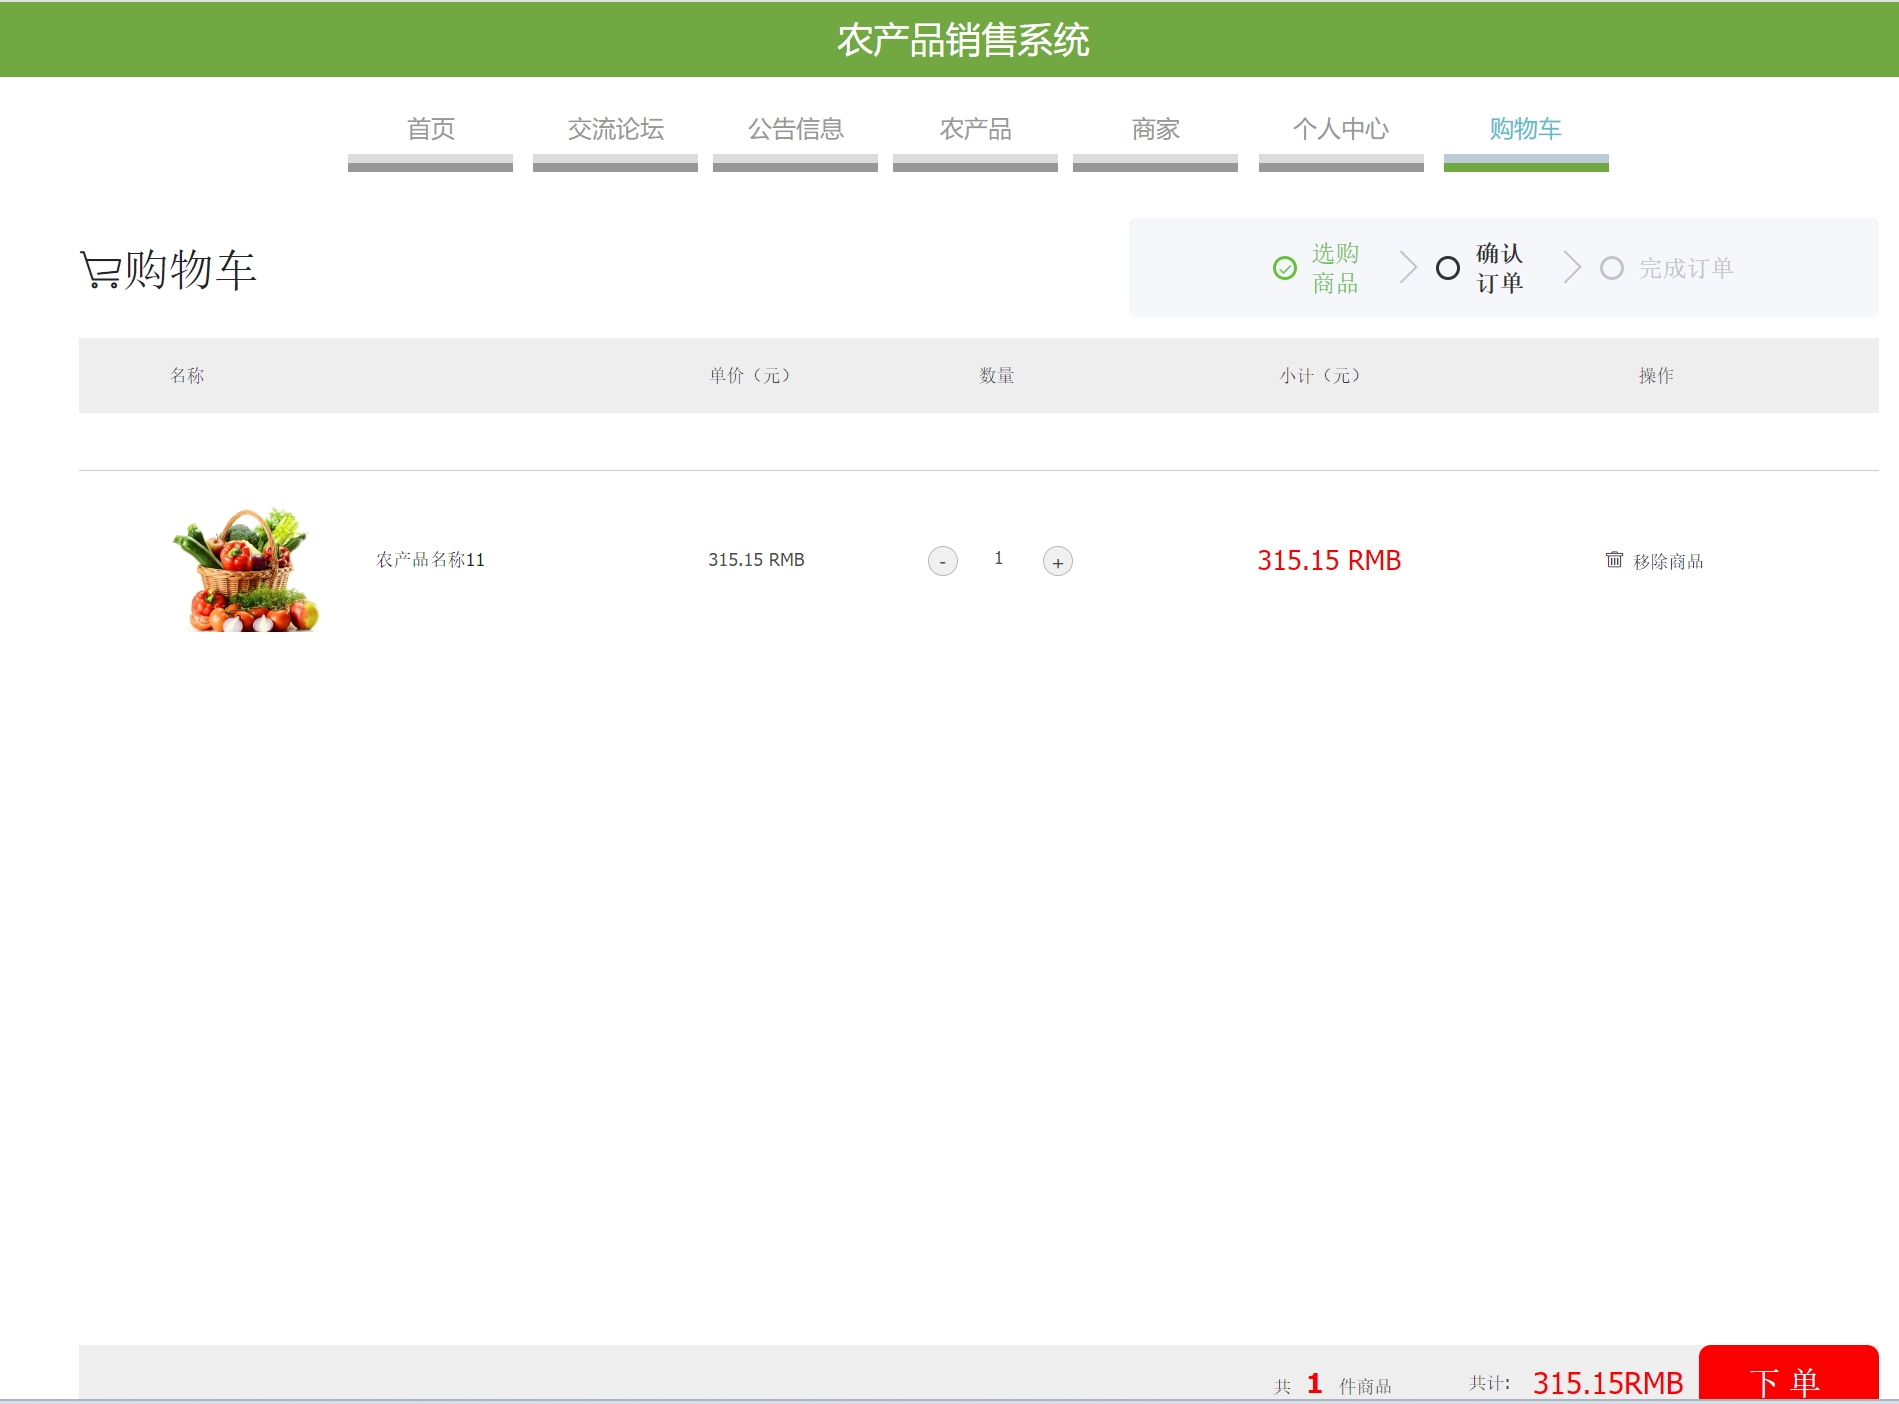 农产品销售系统
首页 交流论坛 公告信息 农产品 商家 个人中心 购物车
购物车
选购
商品
确认
订单
完成订单
名称 单价（元） 数量 小计（元） 操作
农产品名称11 315.15 RMB - 1 + 315.15 RMB 移除商品
共 1 件商品 共计: 315.15RMB 下单